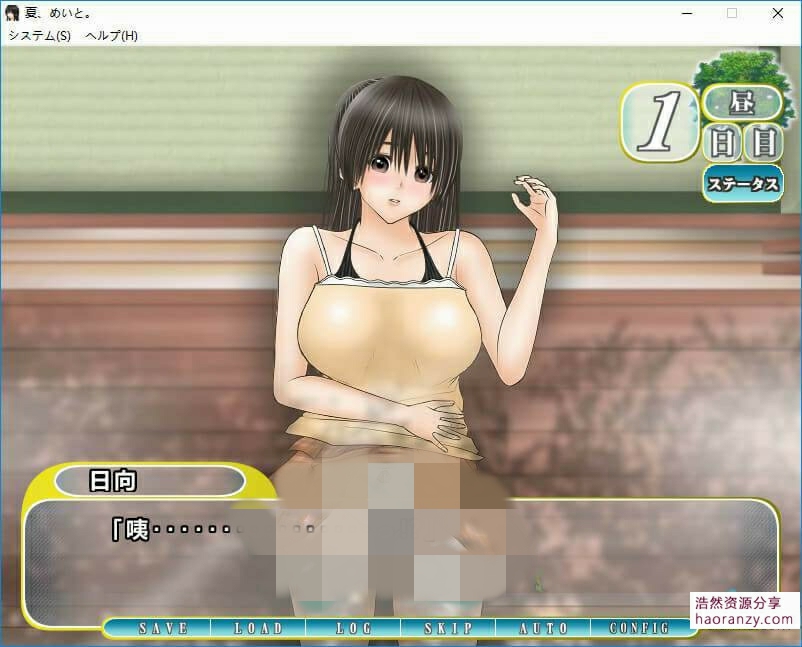 夏、めいと。
システム(S) ヘルプ(H)
1
昼
日目
ステータス
日向
「咦‥‥‥‥‥‥
SAVE LOAD LOG SKIP AUTO CONFIG
浩然资源分享
haoranzy.com